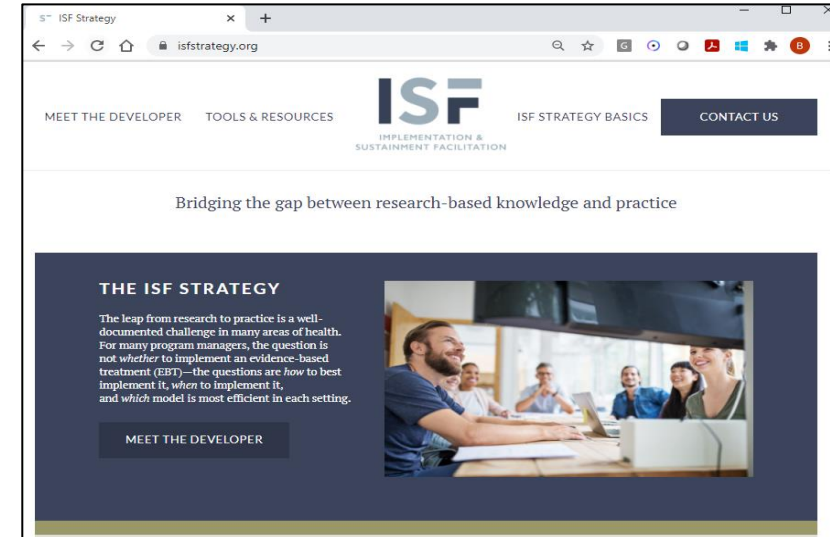 ISF Strategy
isfstrategy.org
B
MEET THE DEVELOPER
TOOLS & RESOURCES
ISF
IMPLEMENTATION &
SUSTAINMENT FACILITATION
ISF STRATEGY BASICS
CONTACT US
Bridging the gap between research-based knowledge and practice
THE ISF STRATEGY
The leap from research to practice is a well-
documented challenge in many areas of health.
For many program managers, the question is
not whether to implement an evidence-based
treatment (EBT)—the questions are how to best
implement it, when to implement it,
and which model is most efficient in each setting.
MEET THE DEVELOPER